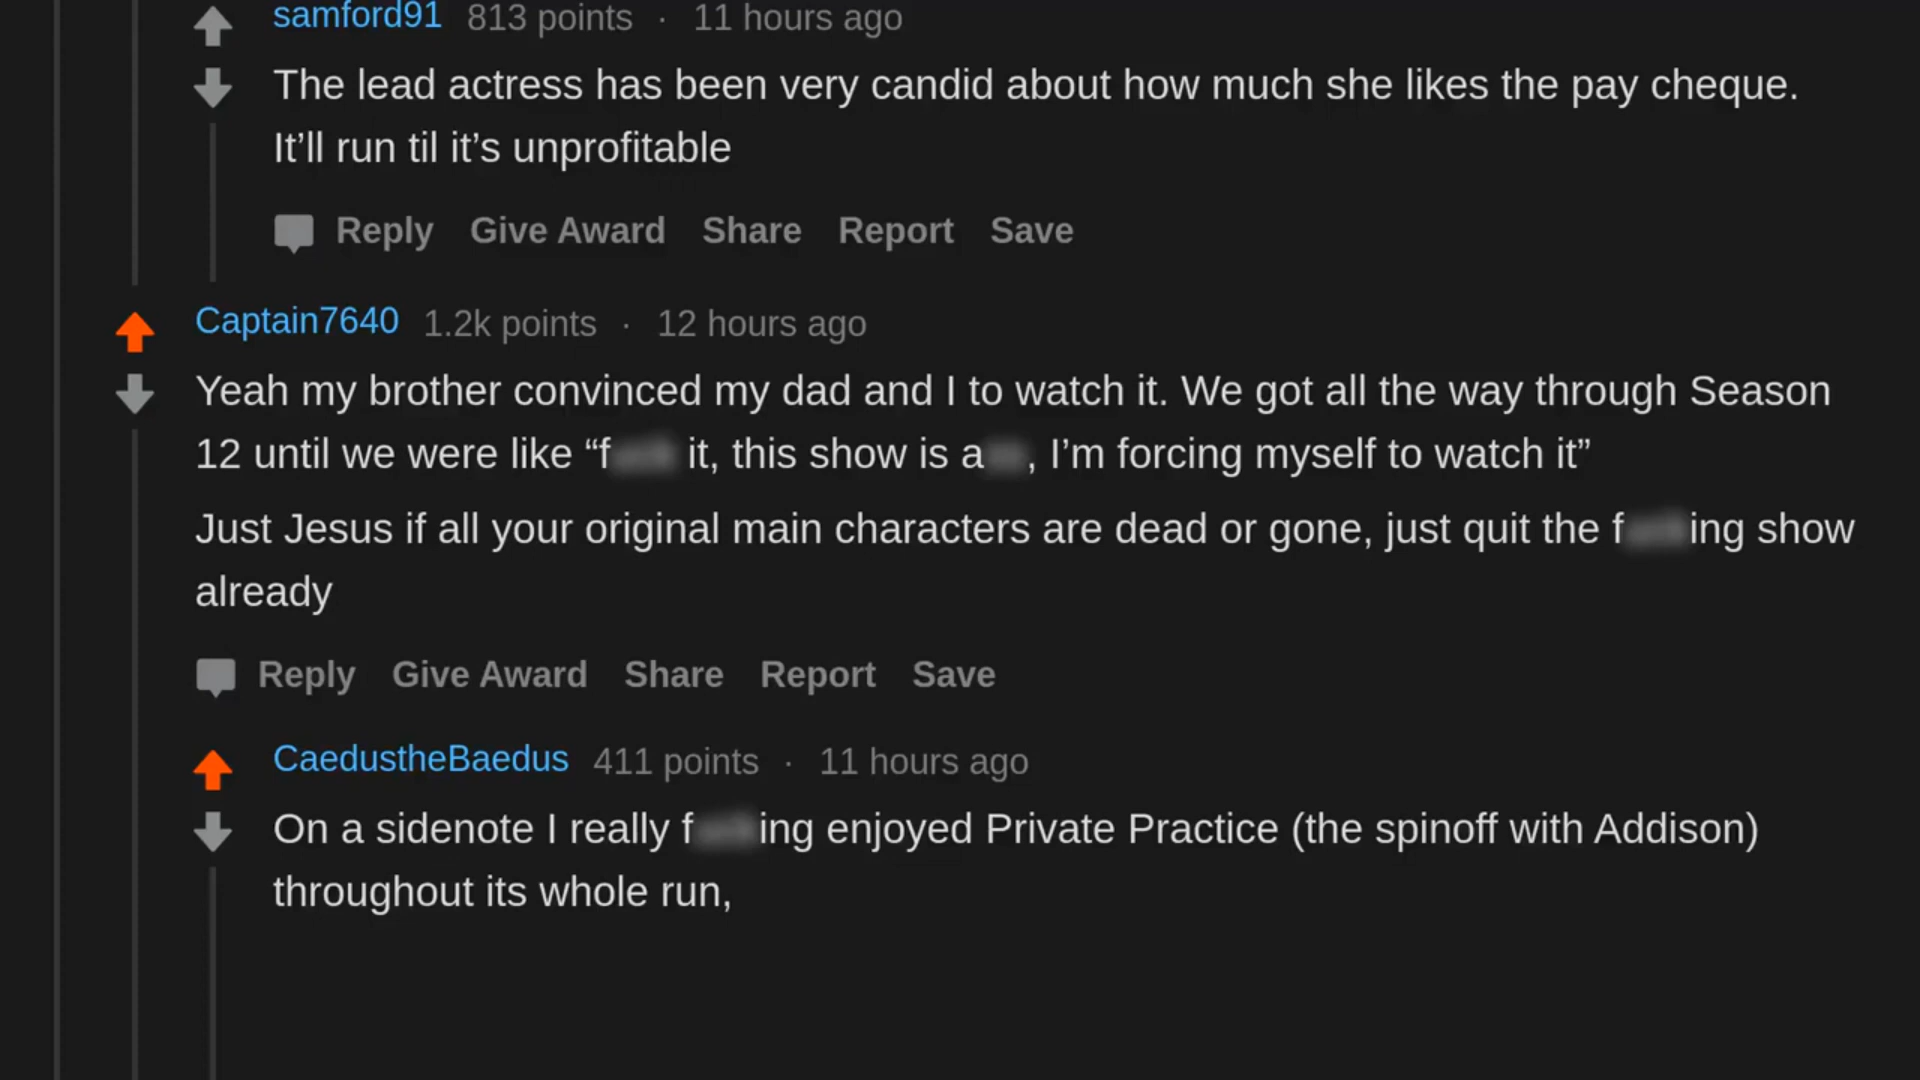 samford91 813 points · 11 hours ago
The lead actress has been very candid about how much she likes the pay cheque.
It’ll run til it’s unprofitable
Reply Give Award Share Report Save
Captain7640 1.2k points · 12 hours ago
Yeah my brother convinced my dad and I to watch it. We got all the way through Season
12 until we were like “f it, this show is a, I’m forcing myself to watch it”
Just Jesus if all your original main characters are dead or gone, just quit the f ing show
already
Reply Give Award Share Report Save
CaedustheBaedus 411 points · 11 hours ago
On a sidenote I really f ing enjoyed Private Practice (the spinoff with Addison)
throughout its whole run,